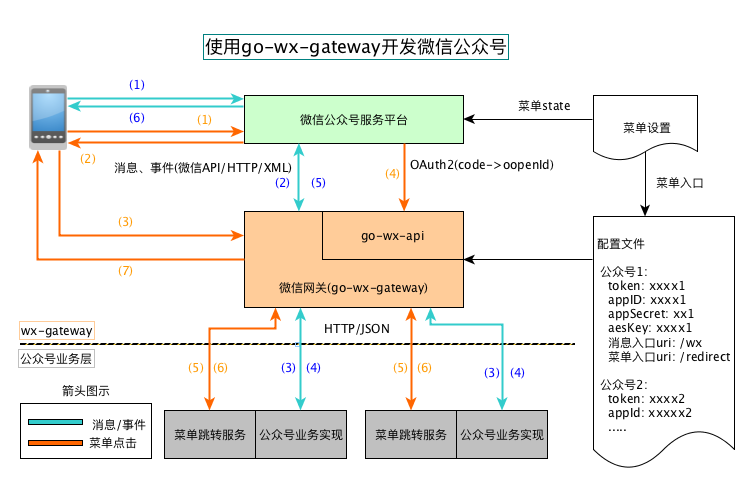 使用go-wx-gateway开发微信公众号
(1)
(6)
(1)
(2)
微信公众号服务平台
菜单state
菜单设置
消息、事件(微信API/HTTP/XML)
(2)
(5)
(4)
OAuth2(code->oopenId)
菜单入口
(3)
(7)
go-wx-api
微信网关(go-wx-gateway)
配置文件
公众号1:
token: xxxx1
appID: xxxx1
appSecret: xx1
aesKey: xxxx1
消息入口uri: /wx
菜单入口uri: /redirect
公众号2:
token: xxxx2
appId: xxxxx2
.....
wx-gateway
HTTP/JSON
公众号业务层
(5)
(6)
(3)
(4)
(5)
(6)
(3)
(4)
箭头图示
消息/事件
菜单点击
菜单跳转服务
公众号业务实现
菜单跳转服务
公众号业务实现